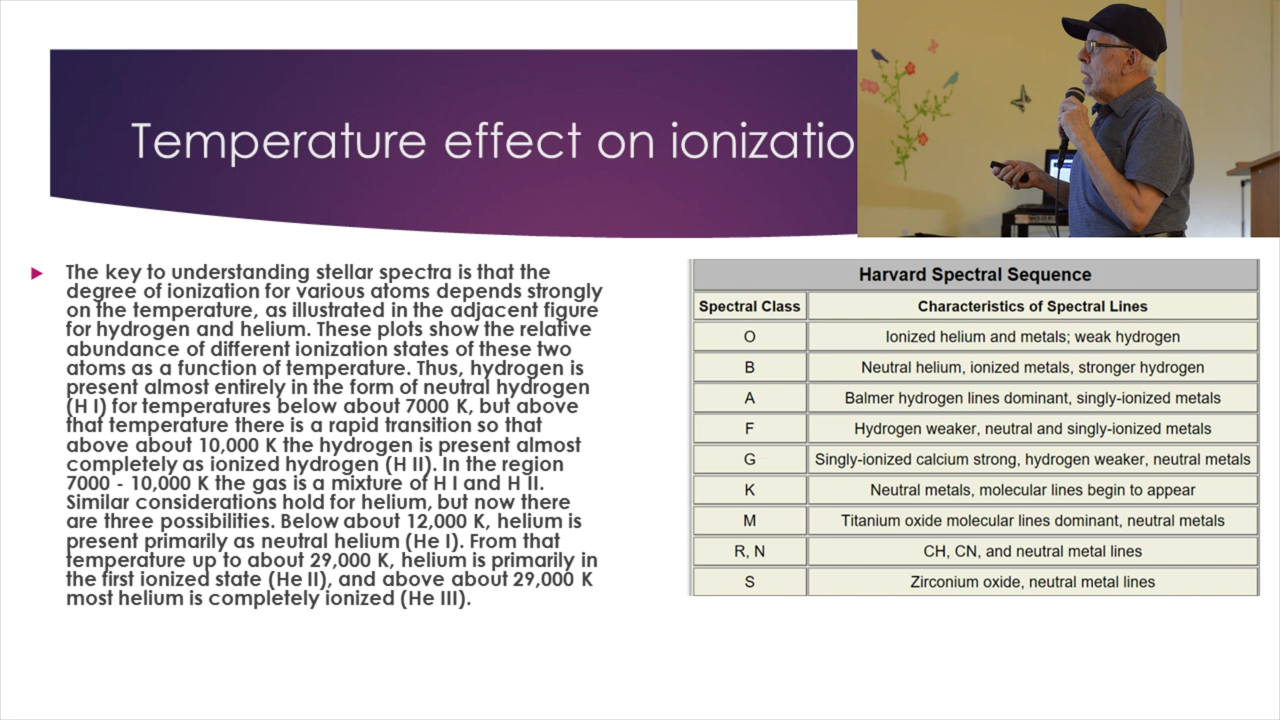 Temperature effect on ionizatio
The key to understanding stellar spectra is that the
degree of ionization for various atoms depends strongly
on the temperature, as illustrated in the adjacent figure
for hydrogen and helium. These plots show the relative
abundance of different ionization states of these two
atoms as a function of temperature. Thus, hydrogen is
present almost entirely in the form of neutral hydrogen
(H I) for temperatures below about 7000 K, but above
that temperature there is a rapid transition so that
above about 10,000 K the hydrogen is present almost
completely as ionized hydrogen (H II). In the region
7000 - 10,000 K the gas is a mixture of H I and H II.
Similar considerations hold for helium, but now there
are three possibilities. Below about 12,000 K, helium is
present primarily as neutral helium (He I). From that
temperature up to about 29,000 K, helium is primarily in
the first ionized state (He II), and above about 29,000 K
most helium is completely ionized (He III).
Harvard Spectral Sequence
Spectral Class Characteristics of Spectral Lines
O Ionized helium and metals; weak hydrogen
B Neutral helium, ionized metals, stronger hydrogen
A Balmer hydrogen lines dominant, singly-ionized metals
F Hydrogen weaker, neutral and singly-ionized metals
G Singly-ionized calcium strong, hydrogen weaker, neutral metals
K Neutral metals, molecular lines begin to appear
M Titanium oxide molecular lines dominant, neutral metals
R, N CH, CN, and neutral metal lines
S Zirconium oxide, neutral metal lines